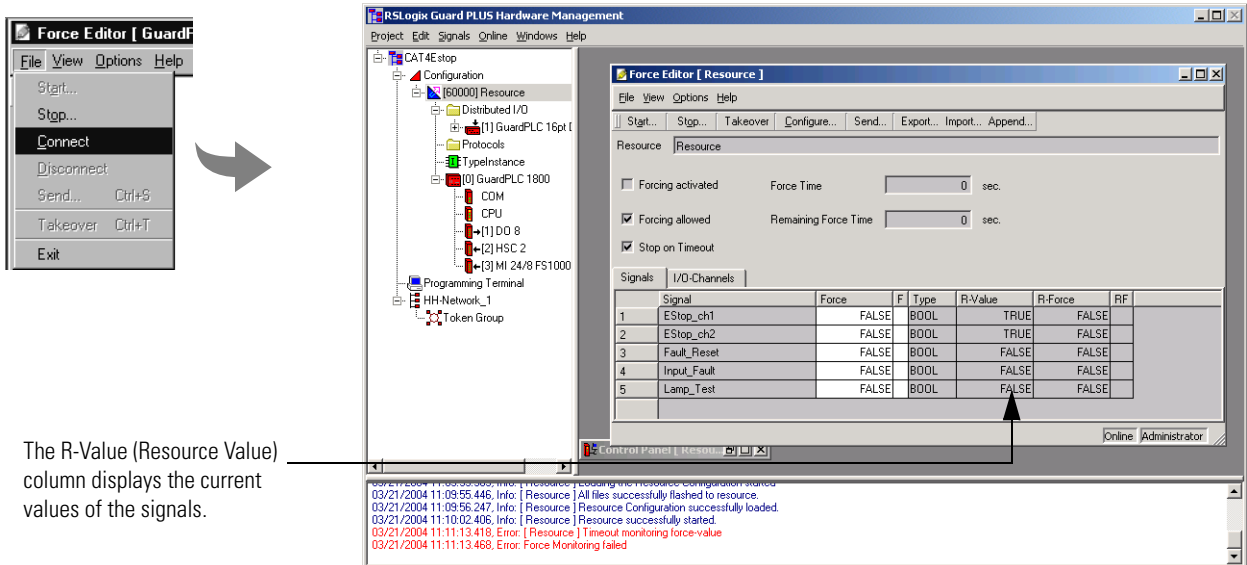 Force Editor [ GuardP
File View Options Help
Start...
Stop...
Connect
Disconnect
Send... Ctrl+S
Takeover Ctrl+T
Exit
RSLogix Guard PLUS Hardware Management
Project Edit Signals Online Windows Help
CAT4Estop
Configuration
[60000] Resource
Distributed I/O
[1] GuardPLC 16pt
Protocols
TypeInstance
[0] GuardPLC 1800
COM
CPU
[1] DO 8
[2] HSC 2
[3] MI 24/8 FS1000
Programming Terminal
HH-Network_1
Token Group
Force Editor [ Resource ]
File View Options Help
Start... Stop... Takeover Configure... Send... Export... Import... Append...
Resource Resource
Forcing activated Force Time 0 sec.
Forcing allowed Remaining Force Time 0 sec.
Stop on Timeout
Signals I/O-Channels
Signal Force F Type R-Value R-Force RF
1 EStop_ch1 FALSE BOOL TRUE FALSE
2 EStop_ch2 FALSE BOOL TRUE FALSE
3 Fault_Reset FALSE BOOL FALSE FALSE
4 Input_Fault FALSE BOOL FALSE FALSE
5 Lamp_Test FALSE BOOL FALSE FALSE
Online Administrator
Control Panel [ Resou...
The R-Value (Resource Value)
column displays the current
values of the signals.
Info: [ Resource ] Loading the Resource Configuration started
03/21/2004 11:09:55.446, Info: [ Resource ] All files successfully flashed to resource.
03/21/2004 11:09:56.247, Info: [ Resource ] Resource Configuration successfully loaded.
03/21/2004 11:10:02.406, Info: [ Resource ] Resource successfully started.
03/21/2004 11:11:13.418, Error: [ Resource ] Timeout monitoring force-value
03/21/2004 11:11:13.468, Error: Force Monitoring failed